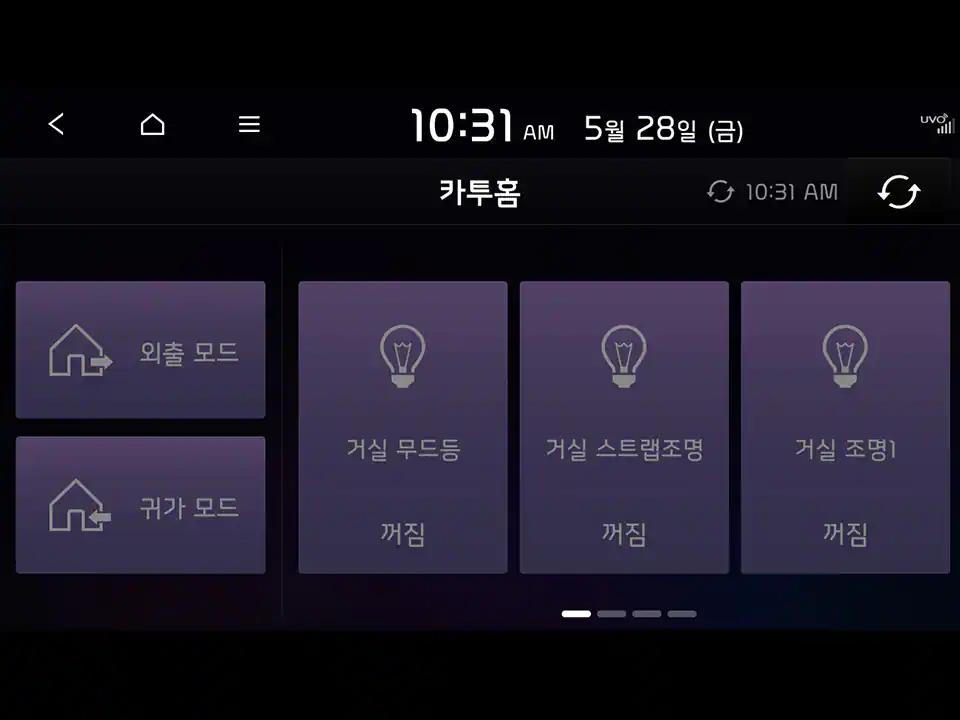 10:31 AM 5월 28일 (금)
UVO
카투홈
10:31 AM
외출 모드
귀가 모드
거실 무드등
꺼짐
거실 스트랩조명
꺼짐
거실 조명1
꺼짐